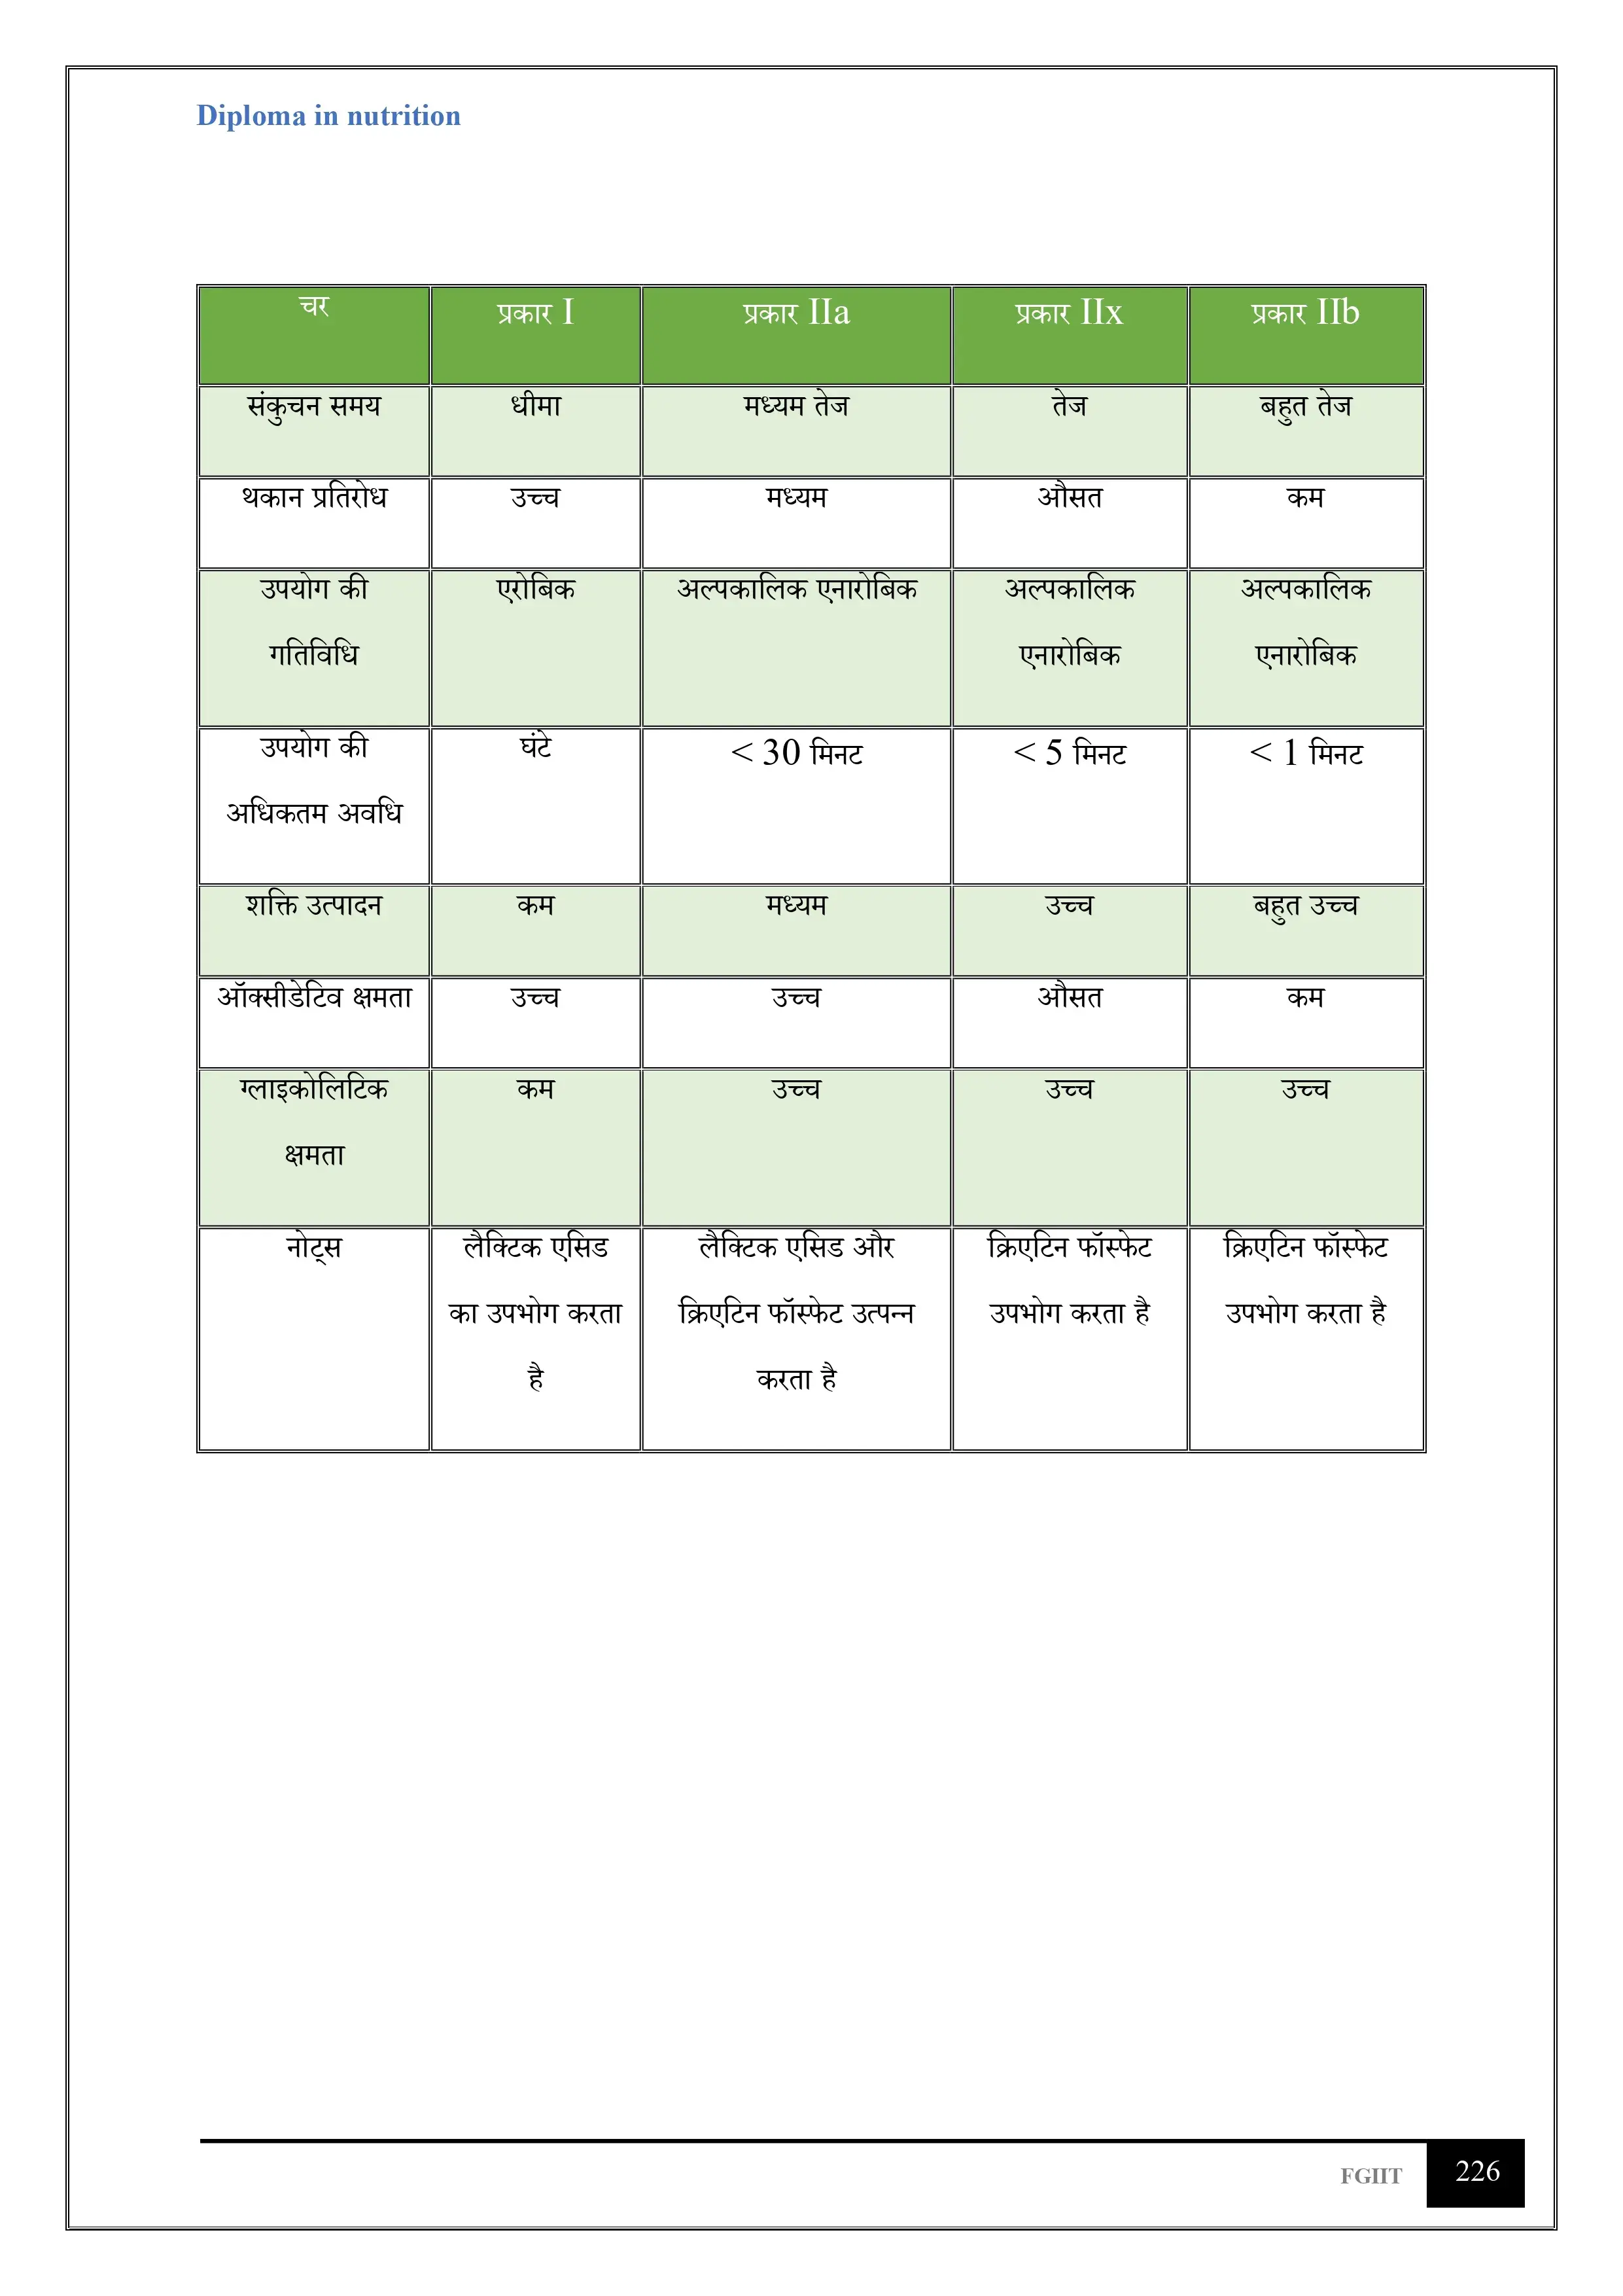 Diploma in nutrition
चर प्रकार I प्रकार IIa प्रकार IIx प्रकार IIb
संकुचन समय धीमा मध्यम तेज तेज बहुत तेज
थकान प्रतिरोध उच्च मध्यम औसत कम
उपयोग की एरोबिक अल्पकालिक एनारोबिक अल्पकालिक अल्पकालिक
गतिविधि एनारोबिक एनारोबिक
उपयोग की घंटे < 30 मिनट < 5 मिनट < 1 मिनट
अधिकतम अवधि
शक्ति उत्पादन कम मध्यम उच्च बहुत उच्च
ऑक्सीडेटिव क्षमता उच्च उच्च औसत कम
ग्लाइकोलिटिक कम उच्च उच्च उच्च
क्षमता
नोट्स लैक्टिक एसिड लैक्टिक एसिड और क्रिएटिन फॉस्फेट क्रिएटिन फॉस्फेट
का उपभोग करता क्रिएटिन फॉस्फेट उत्पन्न उपभोग करता है उपभोग करता है
है करता है
FGIIT 226